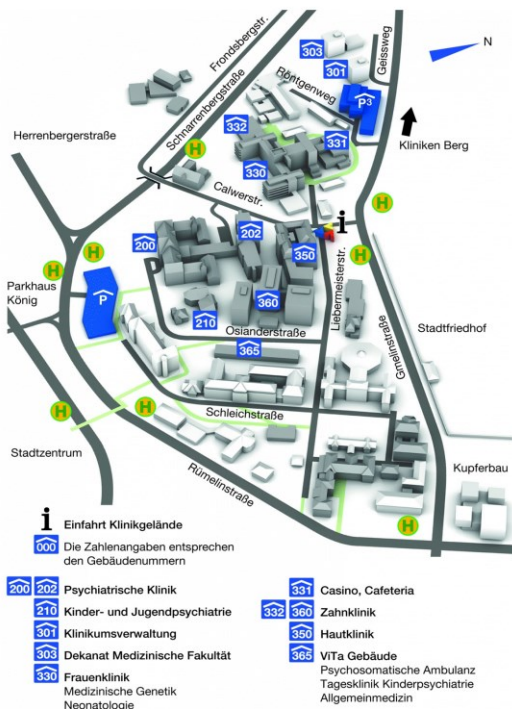 Frondsbergstr.
303
Geissweg
N
301
Röntgenweg
P³
Schnarrenbergstraße
332
331
Kliniken Berg
Herrenbergerstraße
H
330
Calwerstr.
H
i
200
202
350
H
H
H
Parkhaus
König
P
Liebermeisterstr.
360
210
Osianderstraße
Stadtfriedhof
Gmelinstraße
365
H
H
Schleichstraße
Stadtzentrum
Rümelinstraße
Kupferbau
H
i Einfahrt Klinikgelände
000 Die Zahlenangaben entsprechen
den Gebäudenummern
200 202 Psychiatrische Klinik
210 Kinder- und Jugendpsychiatrie
301 Klinikumsverwaltung
303 Dekanat Medizinische Fakultät
330 Frauenklinik
Medizinische Genetik
Neonatologie
331 Casino, Cafeteria
332 360 Zahnklinik
350 Hautklinik
365 ViTa Gebäude
Psychosomatische Ambulanz
Tagesklinik Kinderpsychiatrie
Allgemeinmedizin